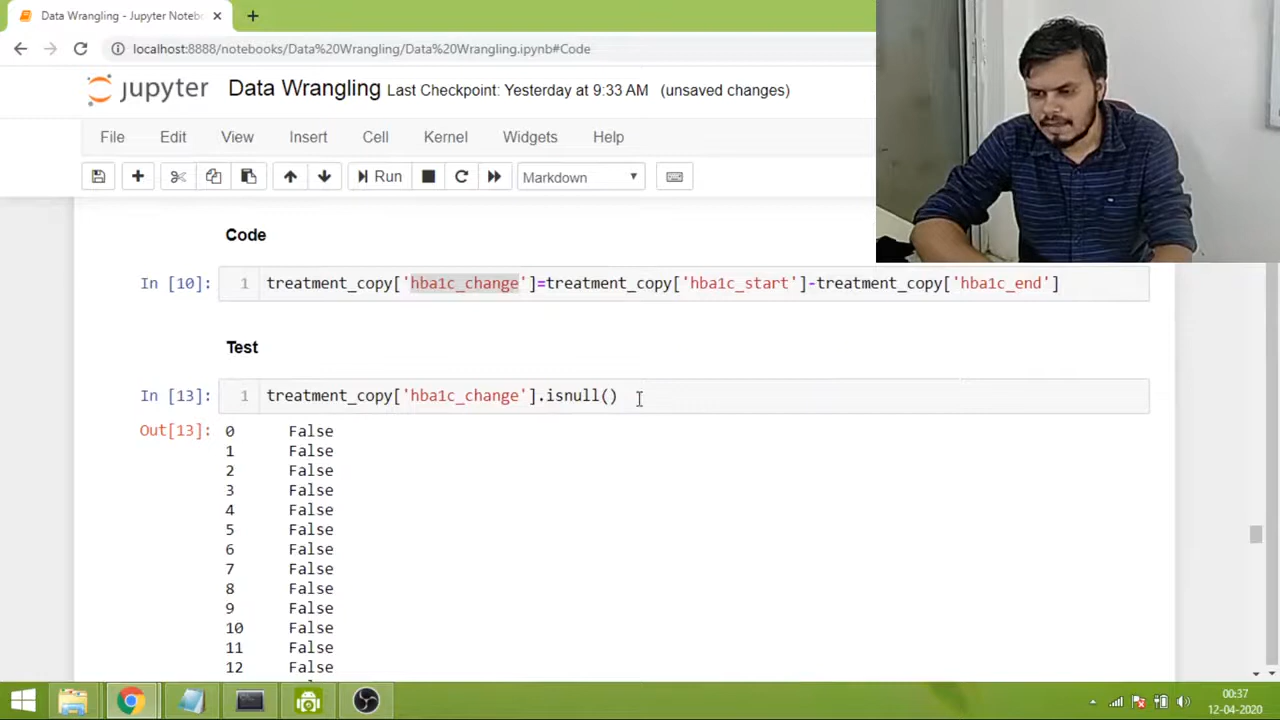 Data Wrangling - Jupyter Noteb
localhost:8888/notebooks/Data%20Wrangling/Data%20Wrangling.ipynb#Code
jupyter Data Wrangling Last Checkpoint: Yesterday at 9:33 AM (unsaved changes)
File Edit View Insert Cell Kernel Widgets Help
Run Markdown
Code
In [10]: 1 treatment_copy['hba1c_change']=treatment_copy['hba1c_start']-treatment_copy['hba1c_end']
Test
In [13]: 1 treatment_copy['hba1c_change'].isnull()
Out[13]: 0 False
1 False
2 False
3 False
4 False
5 False
6 False
7 False
8 False
9 False
10 False
11 False
12 False
00:37
12-04-2020